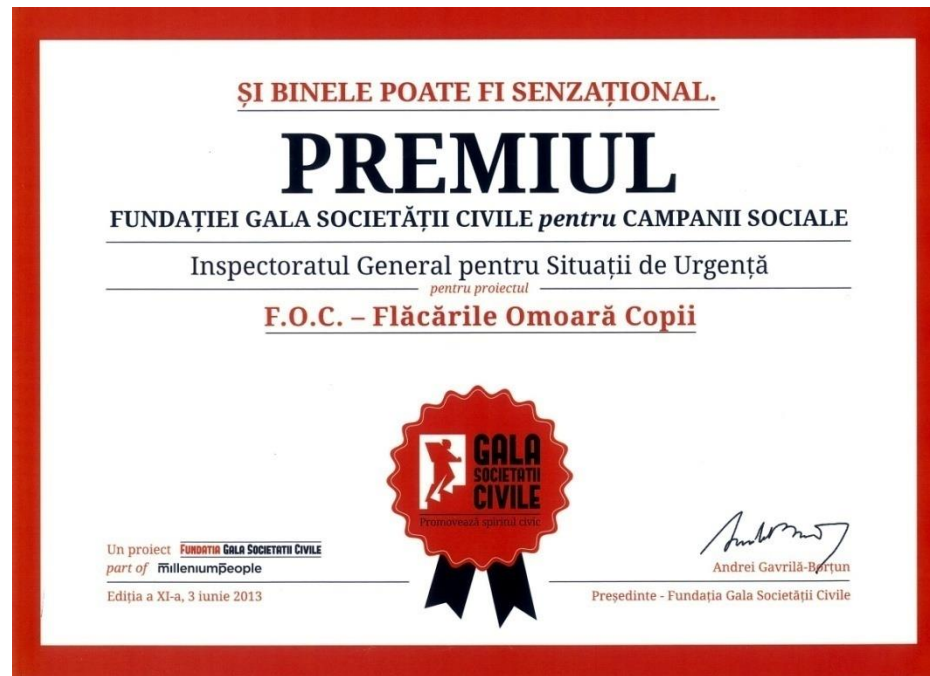 ȘI BINELE POATE FI SENZAȚIONAL.
PREMIUL
FUNDAȚIEI GALA SOCIETĂȚII CIVILE pentru CAMPANII SOCIALE
Inspectoratul General pentru Situații de Urgență
pentru proiectul
F.O.C. – Flăcările Omoară Copii
GALA
SOCIETATII
CIVILE
Promovează spiritul civic
Un proiect FUNDATIA GALA SOCIETATII CIVILE
part of milleniumpeople
Ediția a XI-a, 3 iunie 2013
Andrei Gavrilă-Borțun
Președinte - Fundația Gala Societății Civile